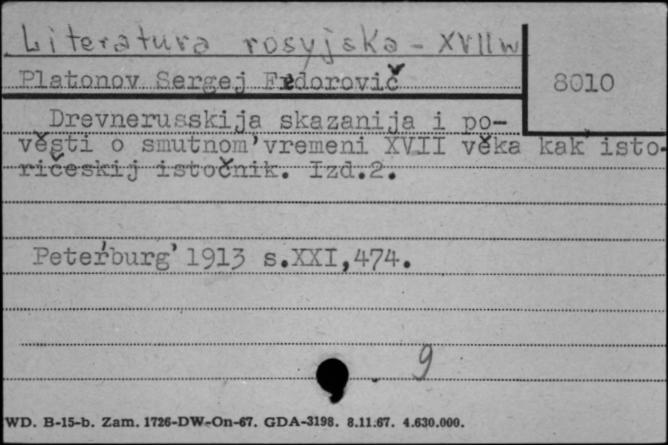 Literatura rosyjska - XVII w
Platonov Sergej Fedorovič
8010
Drevnerusskija skazanija i po-
věsti o smutnom' vremeni XVII věka kak' isto-
ričeskij istočnik. Izd.2.
Peterburg' 1913 s.XXI,474.
9
WD. B-15-b. Zam. 1726-DW-On-67. GDA-3198. 8.11.67. 4.630.000.